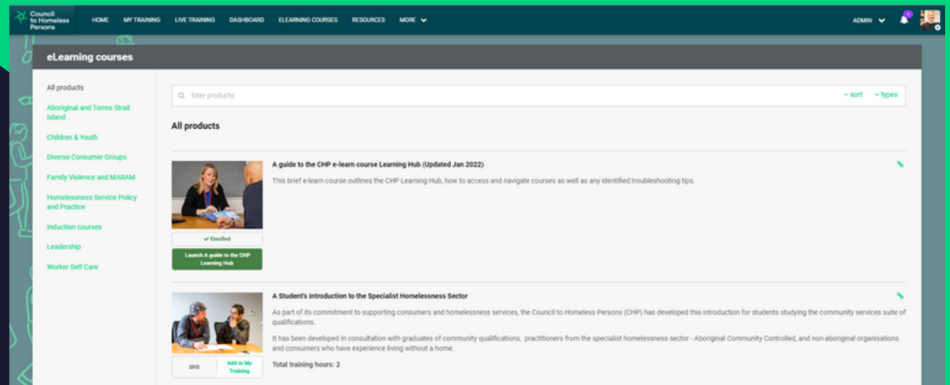 Council
to Homeless
Persons
HOME MY TRAINING LIVE TRAINING DASHBOARD ELEARNING COURSES RESOURCES MORE
ADMIN
eLearning courses
All products
Aboriginal and Torres Strait
Island
Children & Youth
Diverse Consumer Groups
Family Violence and MARAM
Homelessness Service Policy
and Practice
Induction courses
Leadership
Worker Self Care
filter products
sort types
All products
A guide to the CHP e-learn course Learning Hub (Updated Jan 2022)
This brief e-learn course outlines the CHP Learning Hub, how to access and navigate courses as well as any identified troubleshooting tips.
Enrolled
Launch A guide to the CHP
Learning Hub
A Student's Introduction to the Specialist Homelessness Sector
As part of its commitment to supporting consumers and homelessness services, the Council to Homeless Persons (CHP) has developed this introduction for students studying the community services suite of
qualifications.
It has been developed in consultation with graduates of community qualifications, practitioners from the specialist homelessness sector - Aboriginal Community Controlled, and non-aboriginal organisations
and consumers who have experience living without a home.
Total training hours: 2
Add to My
Training